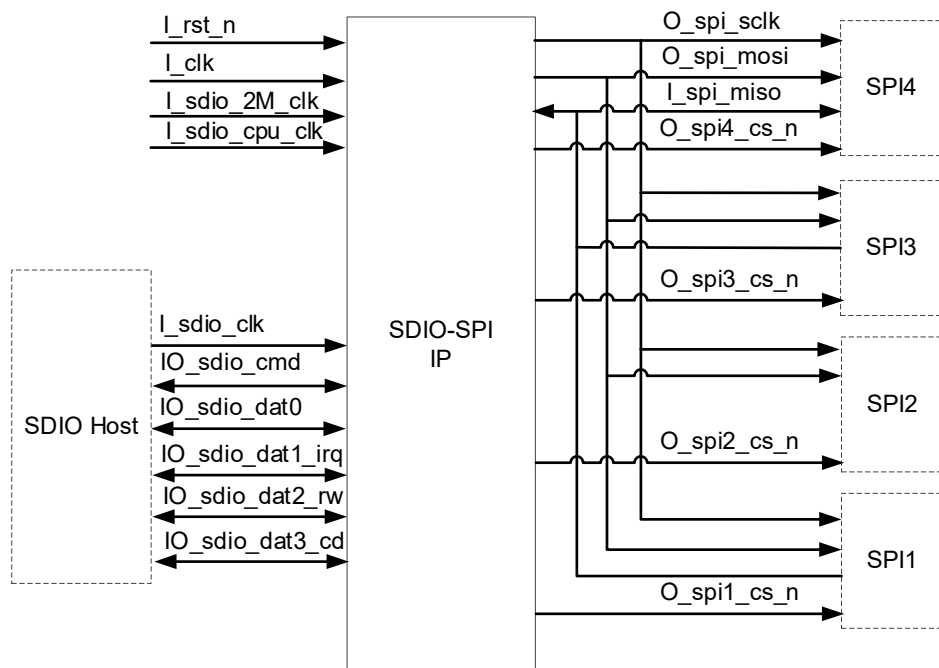 I_rst_n
I_clk
I_sdio_2M_clk
I_sdio_cpu_clk
SDIO Host
I_sdio_clk
IO_sdio_cmd
IO_sdio_dat0
IO_sdio_dat1_irq
IO_sdio_dat2_rw
IO_sdio_dat3_cd
SDIO-SPI
IP
O_spi_sclk
O_spi_mosi
I_spi_miso
O_spi4_cs_n
SPI4
O_spi3_cs_n
SPI3
O_spi2_cs_n
SPI2
O_spi1_cs_n
SPI1